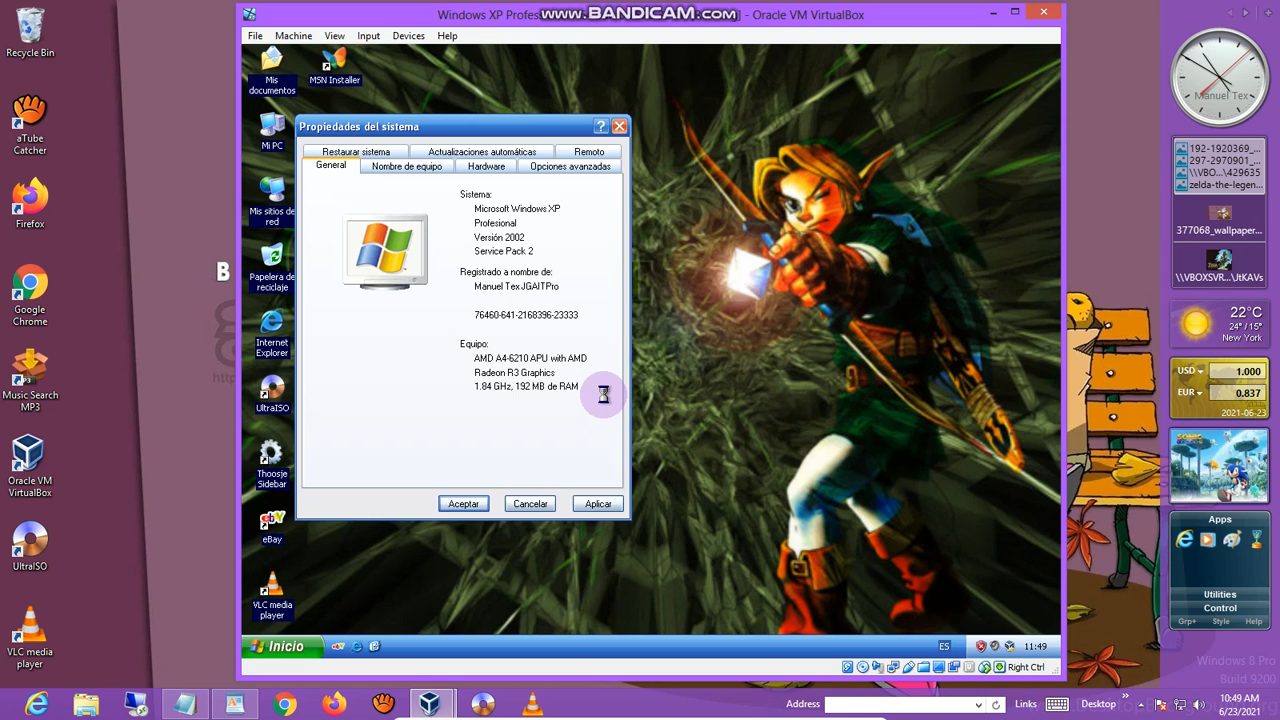 Windows XP Profes
www.BANDICAM.com
- Oracle VM VirtualBox
File Machine View Input Devices Help
Recycle Bin
aTube Catcher
Firefox
Google Chrome
Music Search MP3
Oracle VM VirtualBox
UltraISO
VLC media player
B
Mis documentos
MSN Installer
Mi PC
Mis sitios de red
Papelera de reciclaje
Internet Explorer
UltraISO
Thoosje Sidebar
eBay
VLC media player
Propiedades del sistema
Restaurar sistema
Actualizaciones automáticas
Remoto
General
Nombre de equipo
Hardware
Opciones avanzadas
Sistema:
Microsoft Windows XP
Profesional
Versión 2002
Service Pack 2
Registrado a nombre de:
Manuel Tex JGAITPro
76460-641-2168396-23333
Equipo:
AMD A4-6210 APU with AMD
Radeon R3 Graphics
1.84 GHz, 192 MB de RAM
Aceptar
Cancelar
Aplicar
Inicio
ES
11:49
Right Ctrl
Manuel Tex
192-1920369_...
297-2970901_...
\\VBO...\429635
zelda-the-legen...
377068_wallpaper...
\\VBOXSVR...\JtKAVs
22°C
24° / 15°
New York
USD 1.000
EUR 0.837
2021-06-23
Apps
Utilities
Control
Grp+ Style Help
Windows 8 Pro
Build 9200
Address
Links
Desktop
10:49 AM
6/23/2021